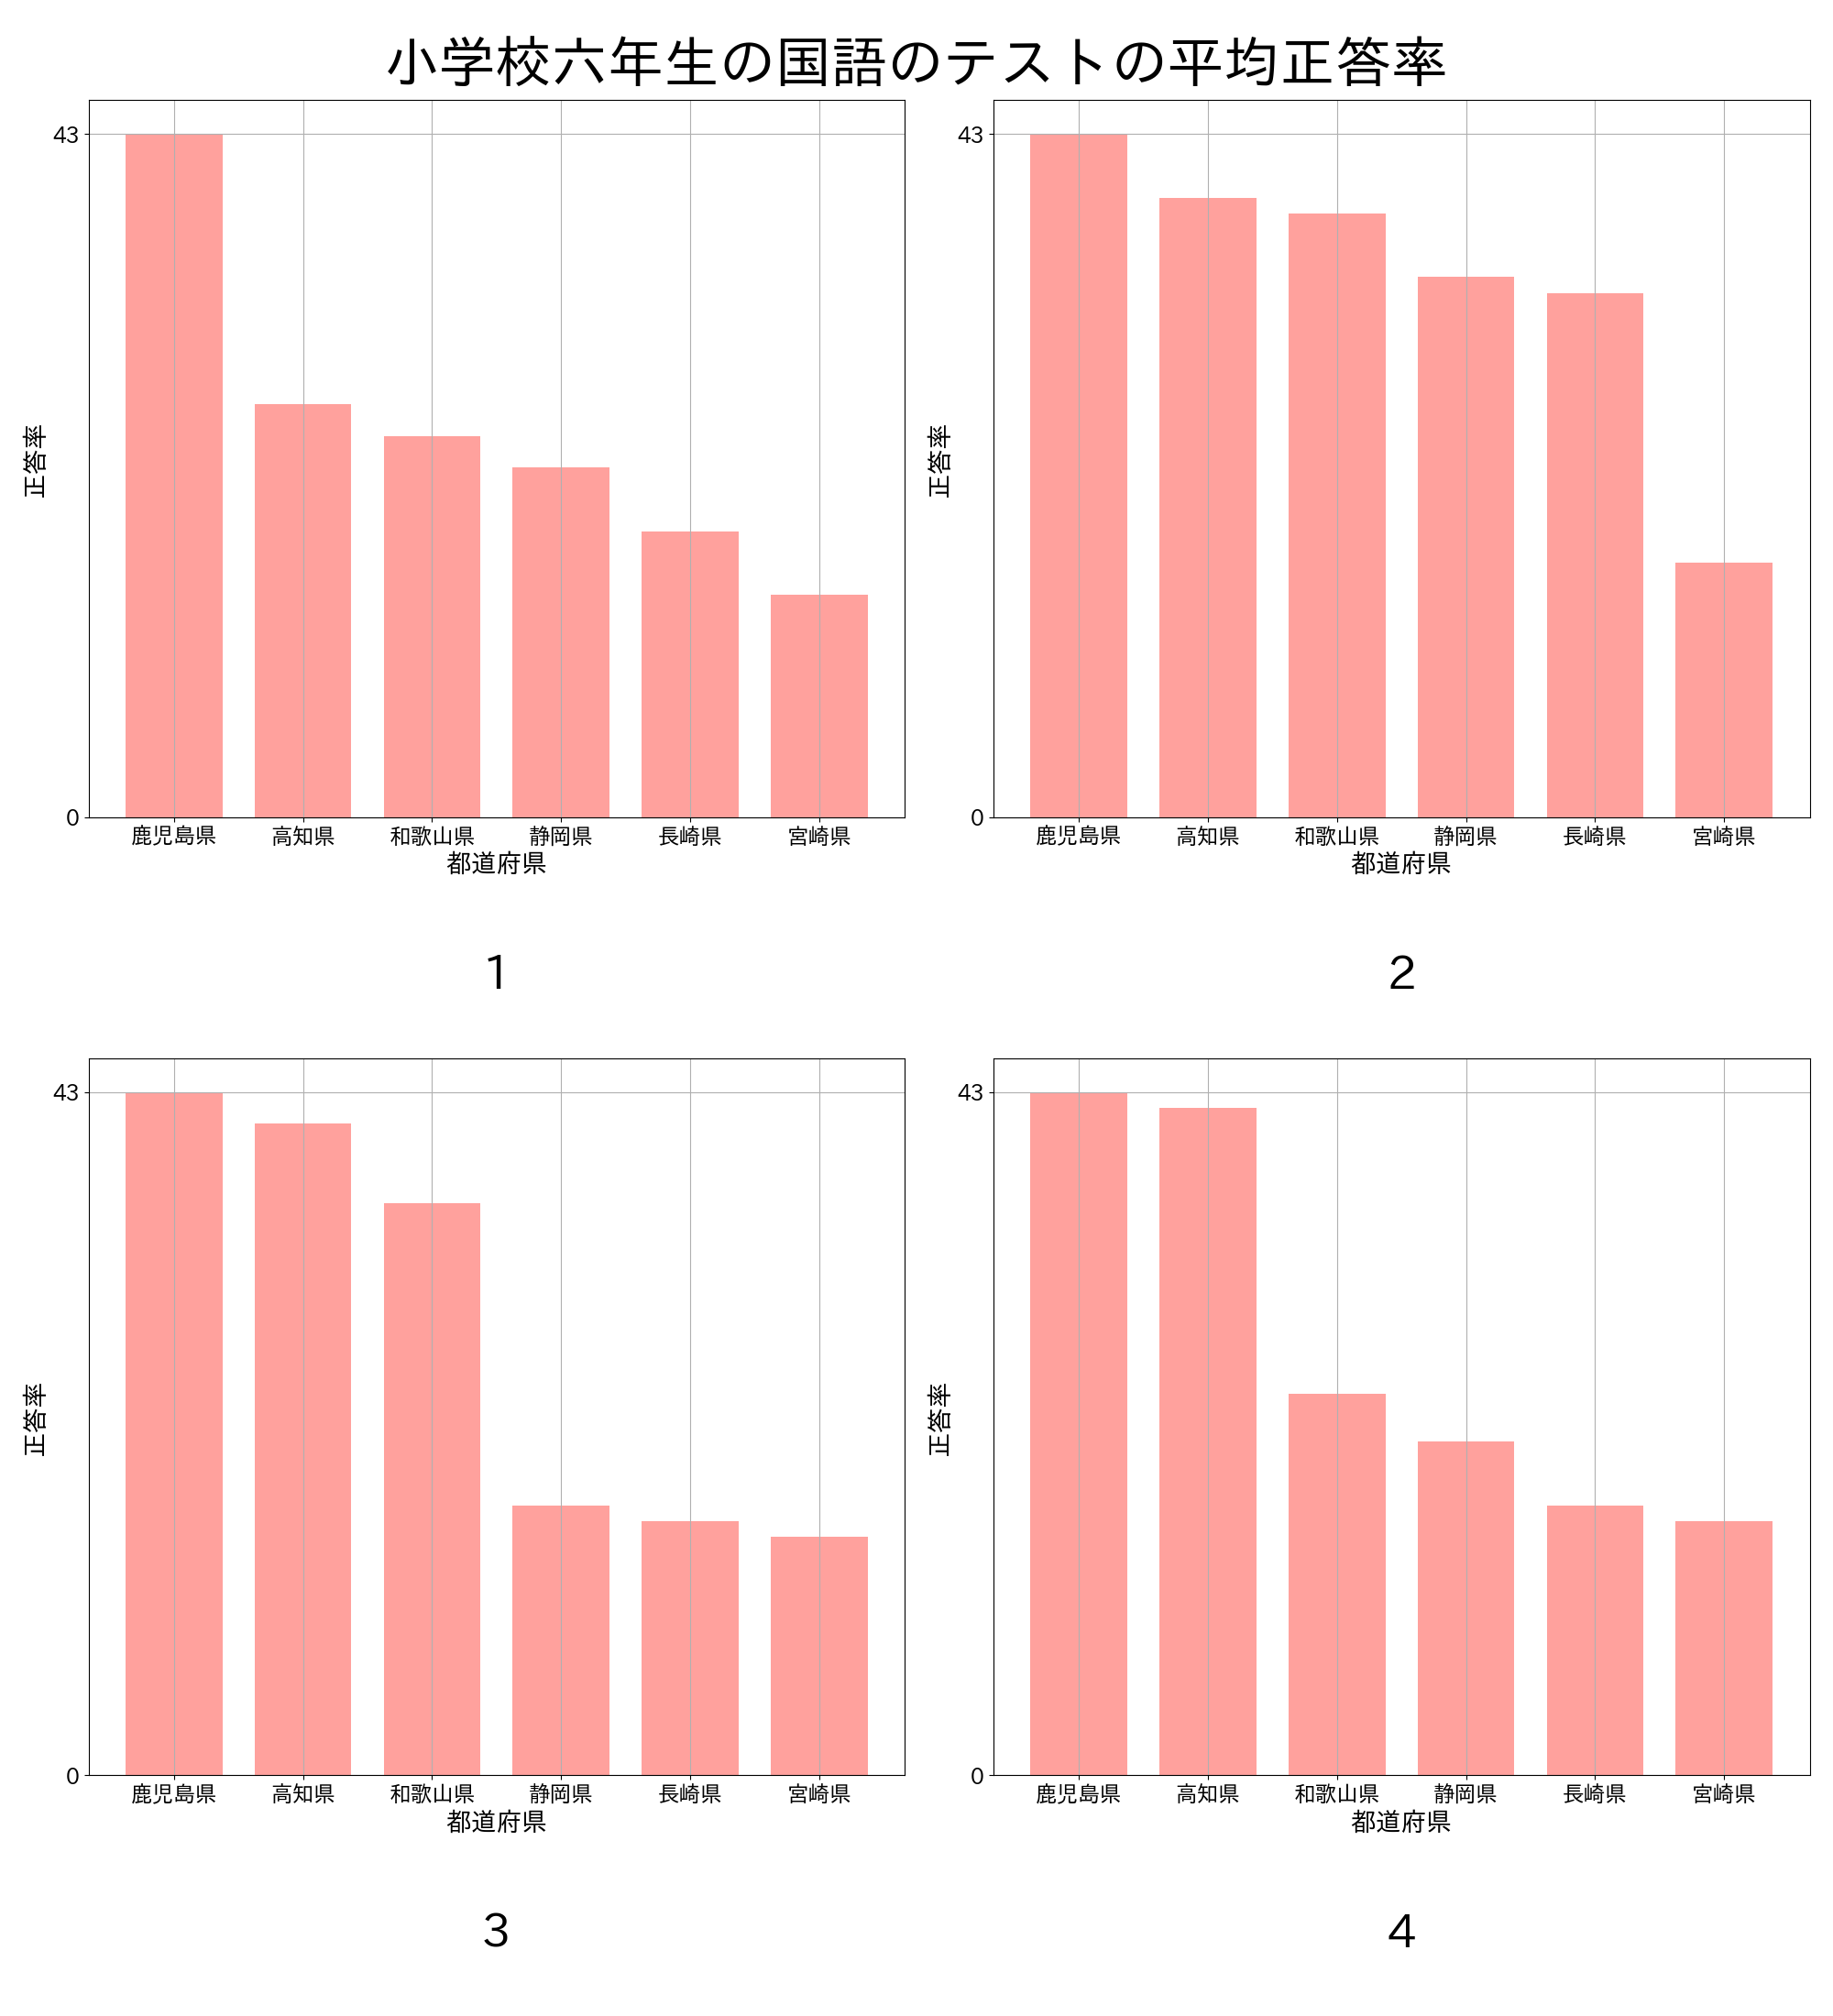 小学校六年生の国語のテストの平均正答率
43
0
正答率
鹿児島県 高知県 和歌山県 静岡県 長崎県 宮崎県
都道府県
1
43
0
正答率
鹿児島県 高知県 和歌山県 静岡県 長崎県 宮崎県
都道府県
2
43
0
正答率
鹿児島県 高知県 和歌山県 静岡県 長崎県 宮崎県
都道府県
3
43
0
正答率
鹿児島県 高知県 和歌山県 静岡県 長崎県 宮崎県
都道府県
4